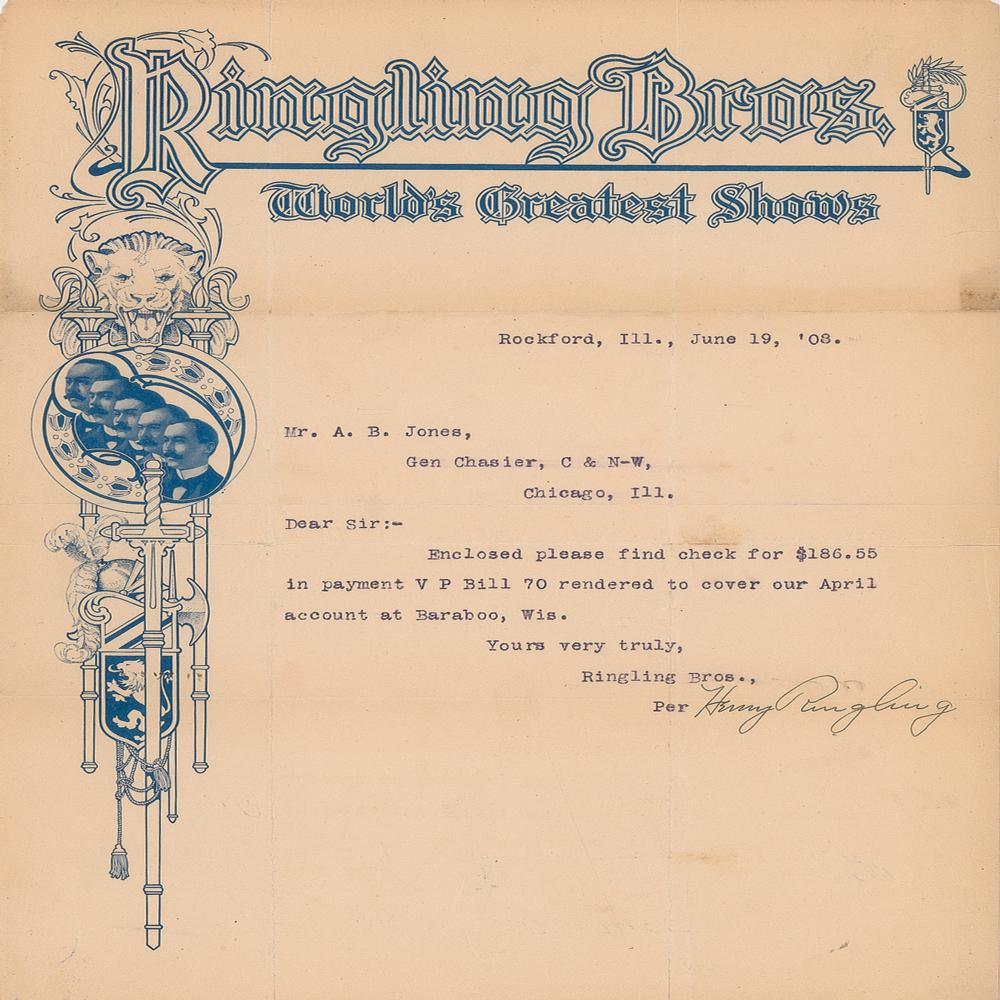 Ringling Bros.
World's Greatest Shows
Rockford, Ill., June 19, '08.
Mr. A. B. Jones,
Gen Chasier, C & N-W,
Chicago, Ill.
Dear Sir:-
Enclosed please find check for $186.55
in payment V P Bill 70 rendered to cover our April
account at Baraboo, Wis.
Yours very truly,
Ringling Bros.,
Per Henry Ringling